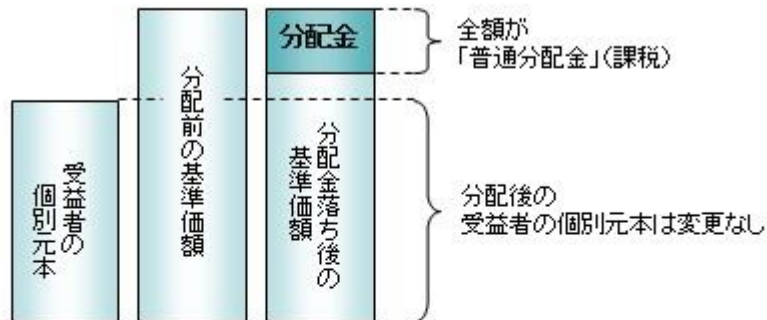 受益者の
個別元本
分配前の基準価額
分配金
分配金落ち後の
基準価額
全額が
「普通分配金」(課税)
分配後の
受益者の個別元本は変更なし